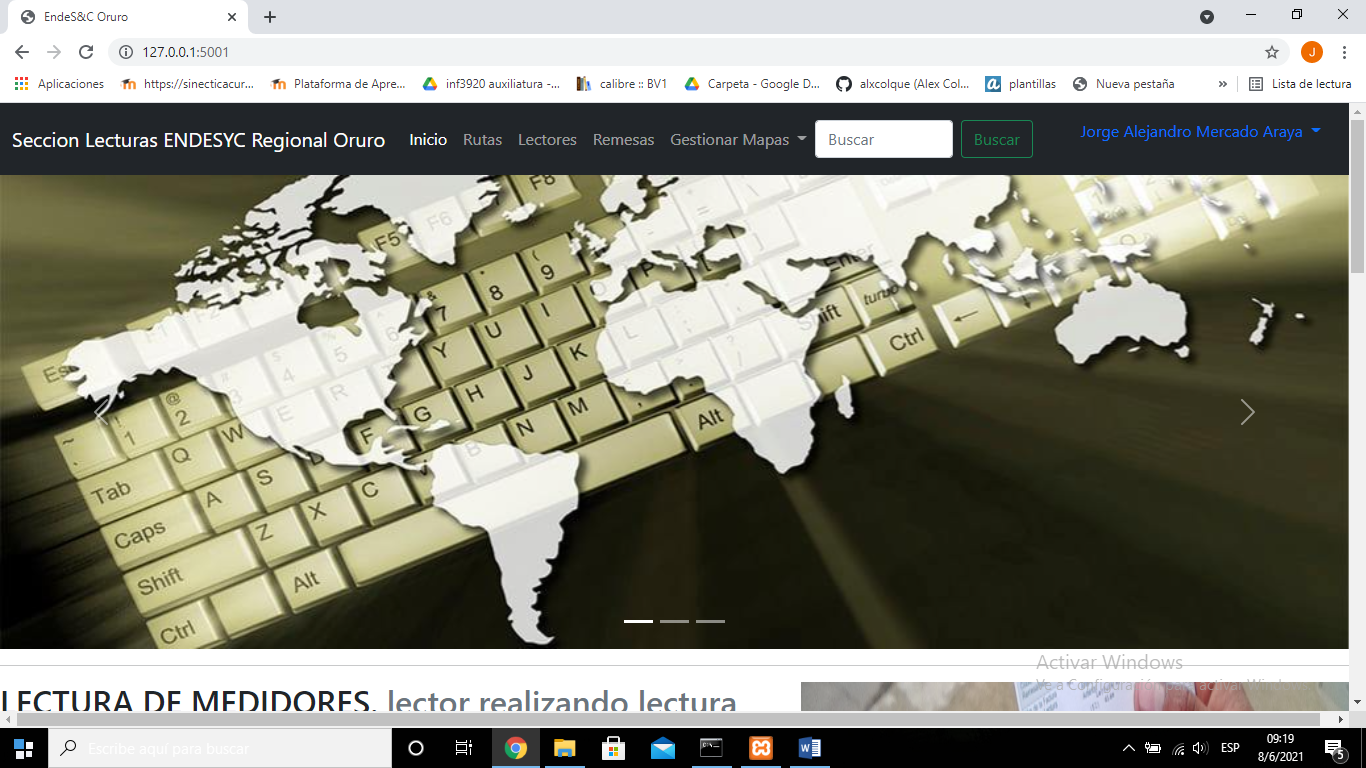 EndeS&C Oruro
127.0.0.1:5001
J
Aplicaciones https://sinecticacur... Plataforma de Apre... inf3920 auxiliatura -... calibre :: BV1 Carpeta - Google D... alxcolque (Alex Col... plantillas Nueva pestaña » Lista de lectura
Seccion Lecturas ENDESYC Regional Oruro Inicio Rutas Lectores Remesas Gestionar Mapas Buscar Buscar Jorge Alejandro Mercado Araya
F8
F6
F5
( 9
* 8
& 7
6
5
4
3
@ 2
! 1
~
Esc
Enter
turbo
Shift
Ctrl
P
I
U
Y
R
E
W
Q
Tab
L
K
J
H
G
F
S
A
Caps
M
N
B
C
X
Z
Shift
Alt
Alt
Ctrl
Activar Windows
Ve a Configuración para activar Windows.
LECTURA DE MEDIDORES. lector realizando lectura
Escribe aquí para buscar
ESP
09:19
8/6/2021
5